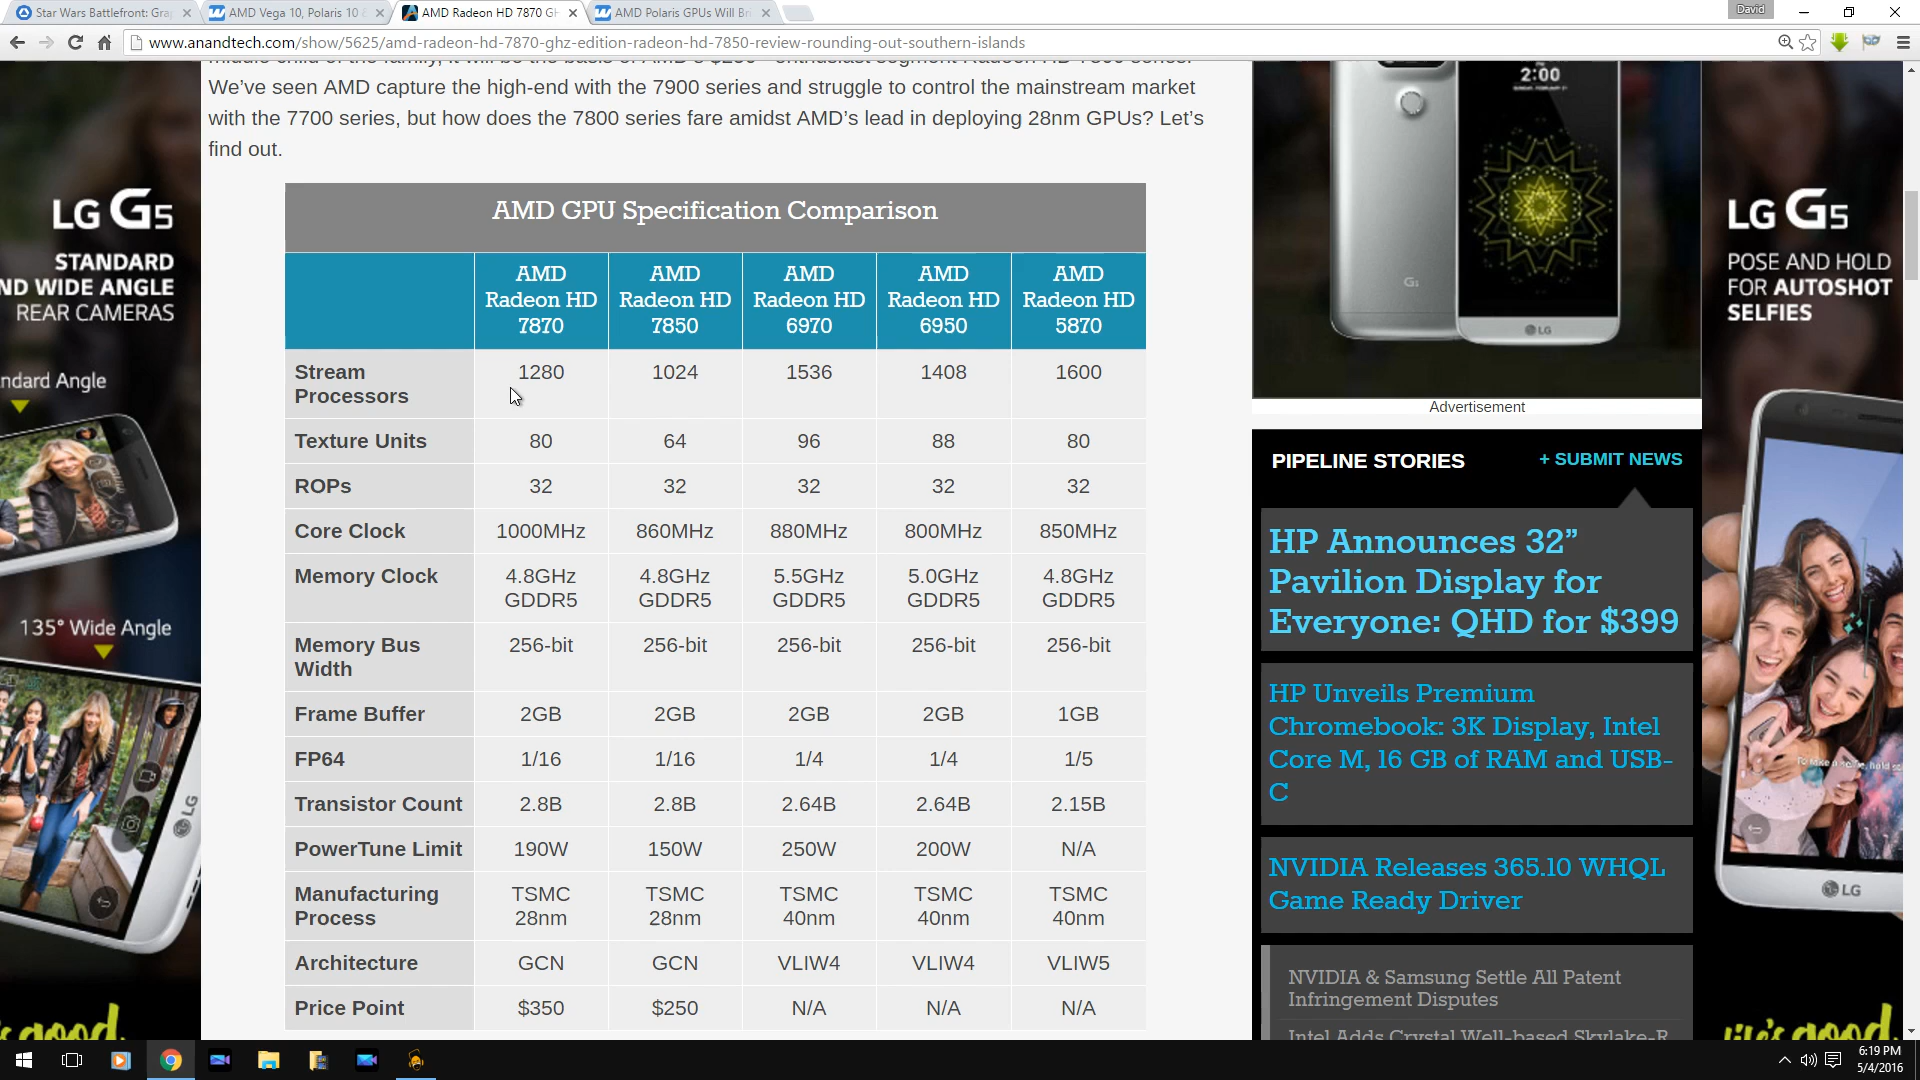 Star Wars Battlefront: Gra
AMD Vega 10, Polaris 10 &
AMD Radeon HD 7870 GH
AMD Polaris GPUs Will Bri
David
www.anandtech.com/show/5625/amd-radeon-hd-7870-ghz-edition-radeon-hd-7850-review-rounding-out-southern-islands
We've seen AMD capture the high-end with the 7900 series and struggle to control the mainstream market
with the 7700 series, but how does the 7800 series fare amidst AMD's lead in deploying 28nm GPUs? Let's
find out.
AMD GPU Specification Comparison
AMD Radeon HD 7870 AMD Radeon HD 7850 AMD Radeon HD 6970 AMD Radeon HD 6950 AMD Radeon HD 5870
Stream Processors 1280 1024 1536 1408 1600
Texture Units 80 64 96 88 80
ROPs 32 32 32 32 32
Core Clock 1000MHz 860MHz 880MHz 800MHz 850MHz
Memory Clock 4.8GHz GDDR5 4.8GHz GDDR5 5.5GHz GDDR5 5.0GHz GDDR5 4.8GHz GDDR5
Memory Bus Width 256-bit 256-bit 256-bit 256-bit 256-bit
Frame Buffer 2GB 2GB 2GB 2GB 1GB
FP64 1/16 1/16 1/4 1/4 1/5
Transistor Count 2.8B 2.8B 2.64B 2.64B 2.15B
PowerTune Limit 190W 150W 250W 200W N/A
Manufacturing Process TSMC 28nm TSMC 28nm TSMC 40nm TSMC 40nm TSMC 40nm
Architecture GCN GCN VLIW4 VLIW4 VLIW5
Price Point $350 $250 N/A N/A N/A
LG G5
STANDARD
ND WIDE ANGLE
REAR CAMERAS
ndard Angle
135° Wide Angle
LG
2:00
G5
LG
Advertisement
PIPELINE STORIES
+ SUBMIT NEWS
HP Announces 32"
Pavilion Display for
Everyone: QHD for $399
HP Unveils Premium
Chromebook: 3K Display, Intel
Core M, 16 GB of RAM and USB-
C
NVIDIA Releases 365.10 WHQL
Game Ready Driver
NVIDIA & Samsung Settle All Patent
Infringement Disputes
Intel Adds Crystal Well-based Skylake-R
LG G5
POSE AND HOLD
FOR AUTOSHOT
SELFIES
LG
6:19 PM
5/4/2016